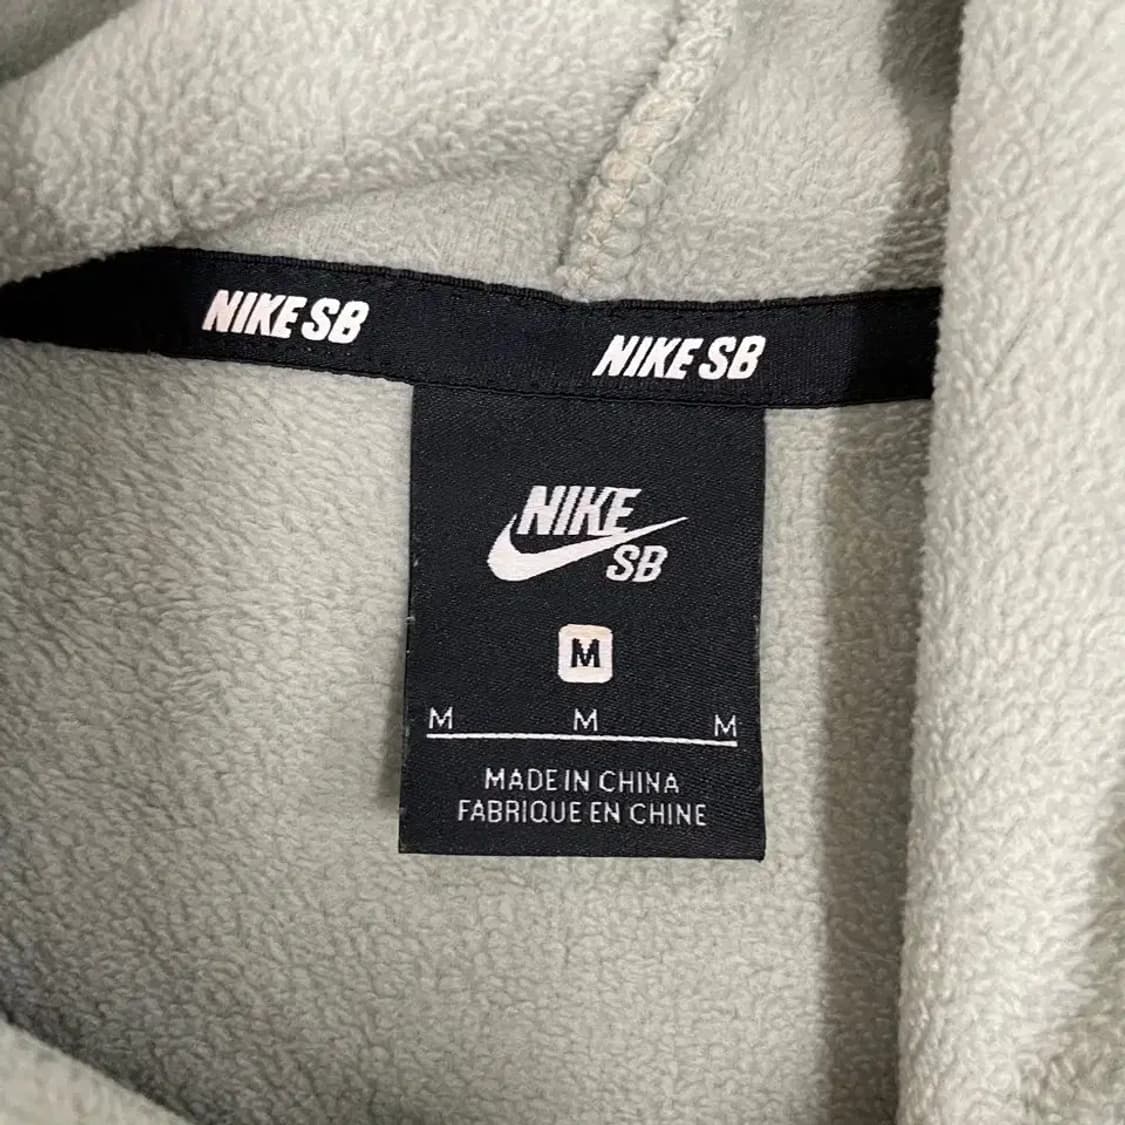 NIKE SB
NIKE SB
NIKE
SB
M
M M M
MADE IN CHINA
FABRIQUE EN CHINE